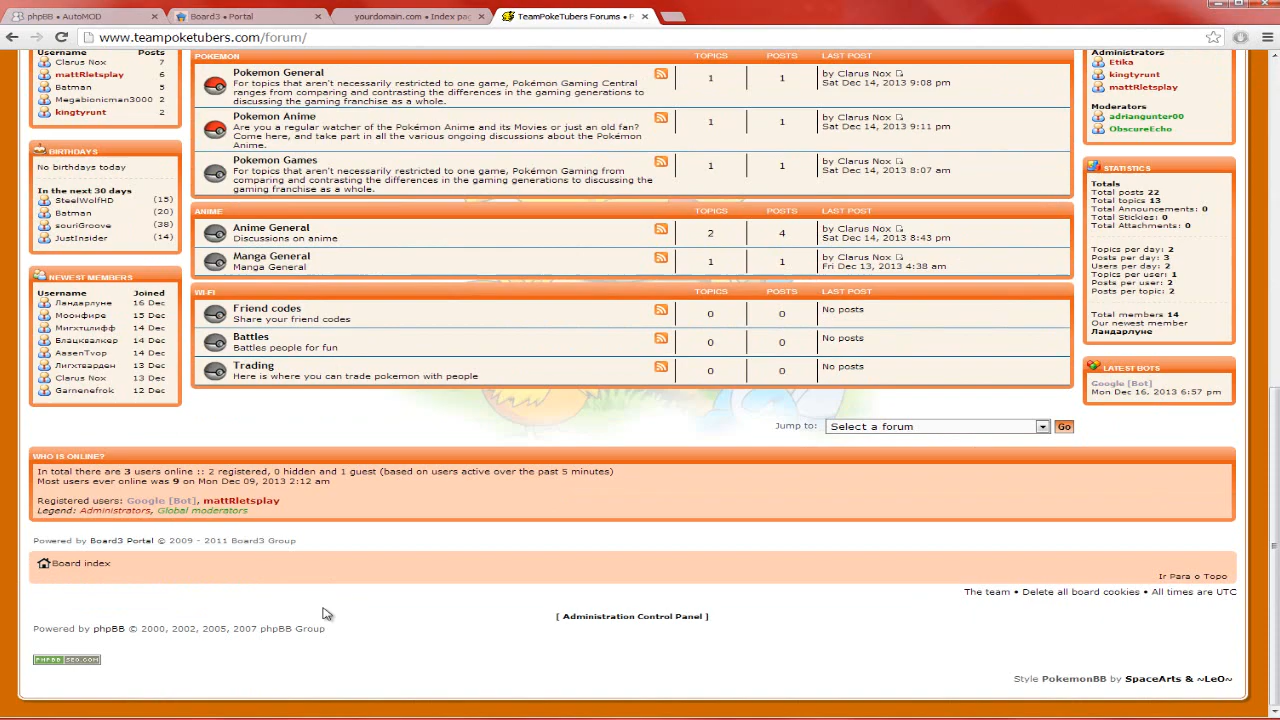 phpBB • AutoMOD
Board3 • Portal
yourdomain.com • Index pag
TeamPokeTubers Forums • P
www.teampoketubers.com/forum/
Username Posts
Clarus Nox 7
mattRletsplay 6
Batman 5
Megabionicman3000 2
kingtyrunt 2
BIRTHDAYS
No birthdays today
In the next 30 days
SteelWolfHD (15)
Batman (20)
souriGroove (38)
JustInsider (14)
NEWEST MEMBERS
Username Joined
Ландарлуне 16 Dec
Моонфире 15 Dec
Мигхтилифф 14 Dec
Влацквалкер 14 Dec
AasenTvop 14 Dec
Лигхтварден 13 Dec
Clarus Nox 13 Dec
Garnenefrok 12 Dec
POKEMON TOPICS POSTS LAST POST
Pokemon General
For topics that aren't necessarily restricted to one game, Pokémon Gaming Central
ranges from comparing and contrasting the differences in the gaming generations to
discussing the gaming franchise as a whole.
1 1 by Clarus Nox
Sat Dec 14, 2013 9:08 pm
Pokemon Anime
Are you a regular watcher of the Pokémon Anime and its Movies or just an old fan?
Come here, and take part in all the various ongoing discussions about the Pokémon
Anime.
1 1 by Clarus Nox
Sat Dec 14, 2013 9:11 pm
Pokemon Games
For topics that aren't necessarily restricted to one game, Pokémon Gaming from
comparing and contrasting the differences in the gaming generations to discussing the
gaming franchise as a whole.
1 1 by Clarus Nox
Sat Dec 14, 2013 8:07 am
ANIME TOPICS POSTS LAST POST
Anime General
Discussions on anime
2 4 by Clarus Nox
Sat Dec 14, 2013 8:43 pm
Manga General
Manga General
1 1 by Clarus Nox
Fri Dec 13, 2013 4:38 am
WI-FI TOPICS POSTS LAST POST
Friend codes
Share your friend codes
0 0 No posts
Battles
Battles people for fun
0 0 No posts
Trading
Here is where you can trade pokemon with people
0 0 No posts
Jump to: Select a forum Go
Administrators
Etika
kingtyrunt
mattRletsplay
Moderators
adriangunter00
ObscureEcho
STATISTICS
Totals
Total posts 22
Total topics 13
Total Announcements: 0
Total Stickies: 0
Total Attachments: 0
Topics per day: 2
Posts per day: 3
Users per day: 2
Topics per user: 1
Posts per user: 2
Posts per topic: 2
Total members 14
Our newest member
Ландарлуне
LATEST BOTS
Google [Bot]
Mon Dec 16, 2013 6:57 pm
WHO IS ONLINE?
In total there are 3 users online :: 2 registered, 0 hidden and 1 guest (based on users active over the past 5 minutes)
Most users ever online was 9 on Mon Dec 09, 2013 2:12 am
Registered users: Google [Bot], mattRletsplay
Legend: Administrators, Global moderators
Powered by Board3 Portal © 2009 - 2011 Board3 Group
Board index
Ir Para o Topo
The team • Delete all board cookies • All times are UTC
[ Administration Control Panel ]
Powered by phpBB © 2000, 2002, 2005, 2007 phpBB Group
PHPBB SEO.COM
Style PokemonBB by SpaceArts & ~LeO~